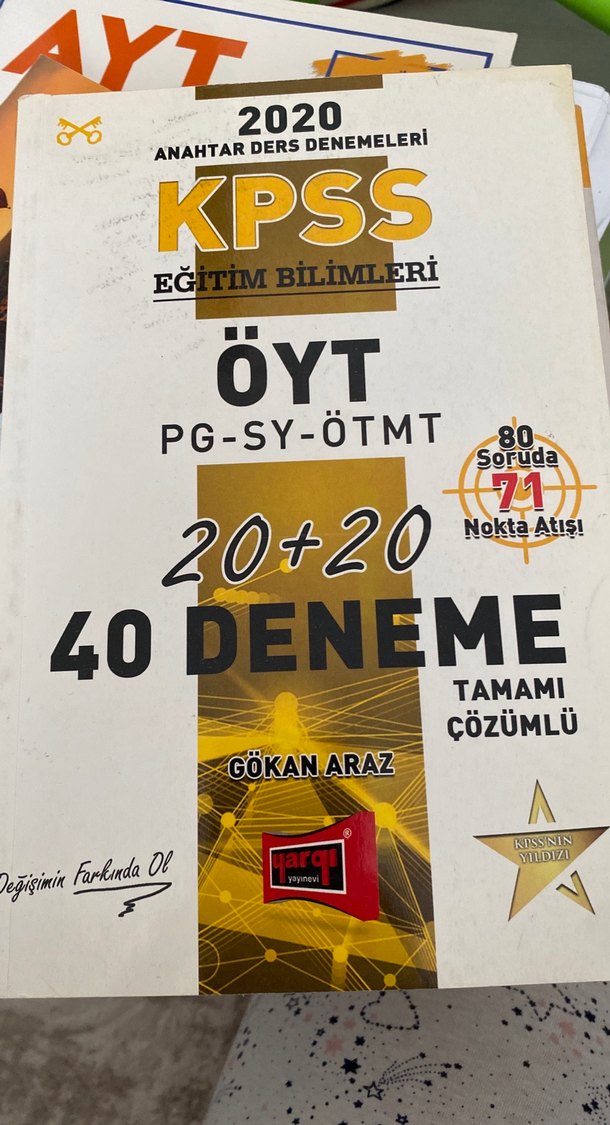 AYT
2020
ANAHTAR DERS DENEMELERİ
KPSS
EĞİTİM BİLİMLERİ
ÖYT
PG-SY-ÖTMT
80
Soruda
71
Nokta Atışı
20+20
40 DENEME
TAMAMI
ÇÖZÜMLÜ
GÖKAN ARAZ
yargı
yayınevi
®
Değişimin Farkında Ol
KPSS'NİN
YILDIZI